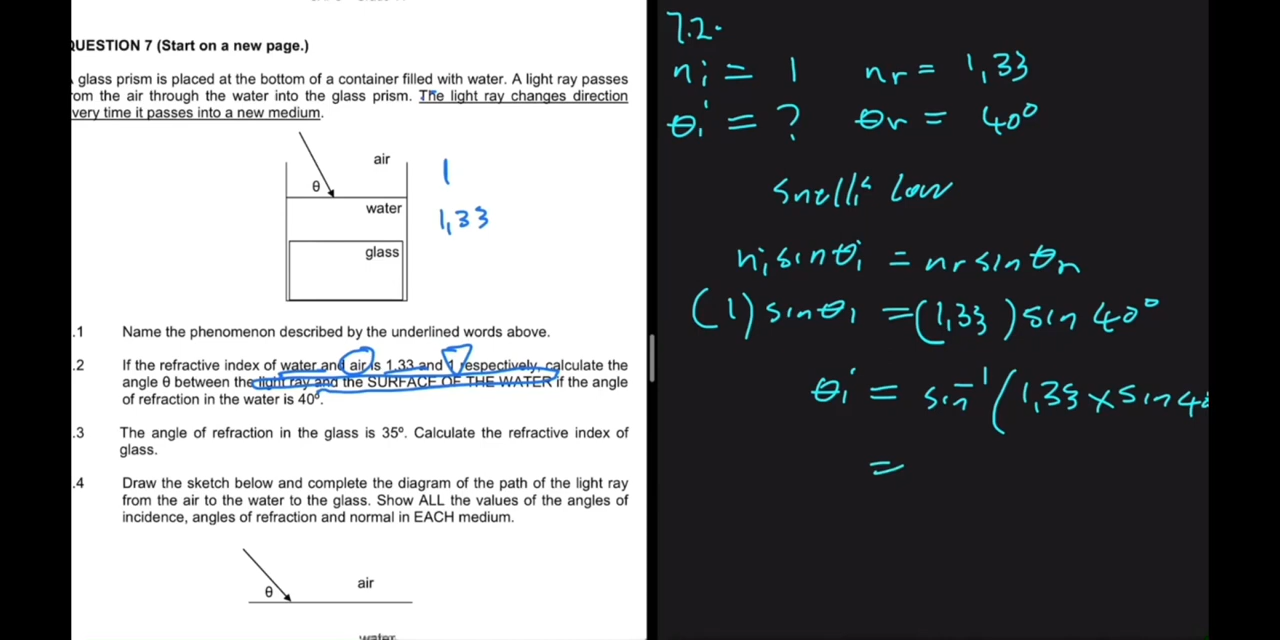 QUESTION 7 (Start on a new page.)
glass prism is placed at the bottom of a container filled with water. A light ray passes
om the air through the water into the glass prism. The light ray changes direction
very time it passes into a new medium.
air
θ
water
glass
1
1,33
.1 Name the phenomenon described by the underlined words above.
.2 If the refractive index of water and air is 1,33 and 1 respectively, calculate the
angle θ between the light ray and the SURFACE OF THE WATER if the angle
of refraction in the water is 40°.
.3 The angle of refraction in the glass is 35°. Calculate the refractive index of
glass.
.4 Draw the sketch below and complete the diagram of the path of the light ray
from the air to the water to the glass. Show ALL the values of the angles of
incidence, angles of refraction and normal in EACH medium.
air
θ
water
7.2.
ni = 1 nr = 1,33
θi = ? θr = 40°
Snell's Law
ni sinθi = nr sinθr
(1) sinθi = (1,33) sin 40°
θi = sin⁻¹(1,33 × sin 40
=